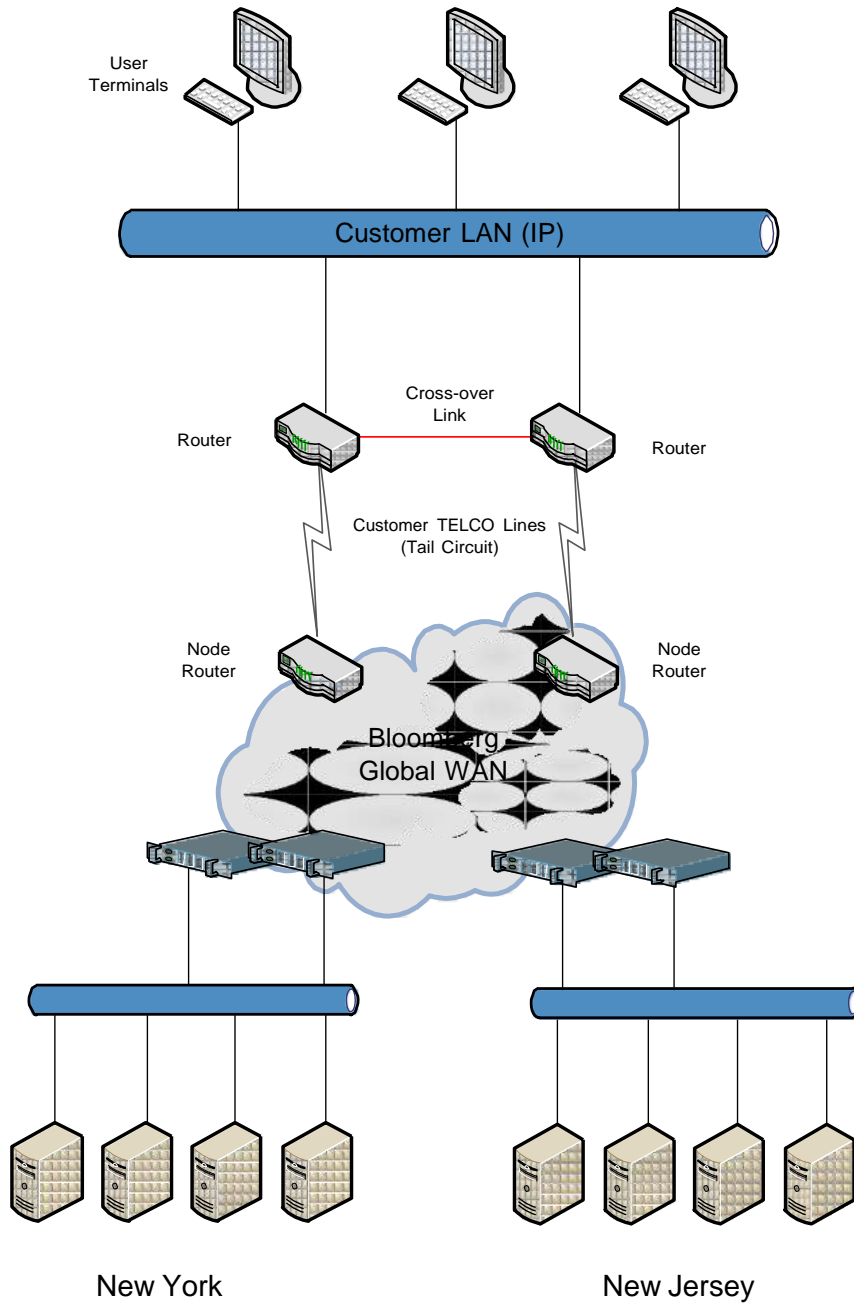 User
Terminals
Customer LAN (IP)
Cross-over
Link
Router
Router
Customer TELCO Lines
(Tail Circuit)
Node
Router
Node
Router
Bloomberg
Global WAN
New York
New Jersey